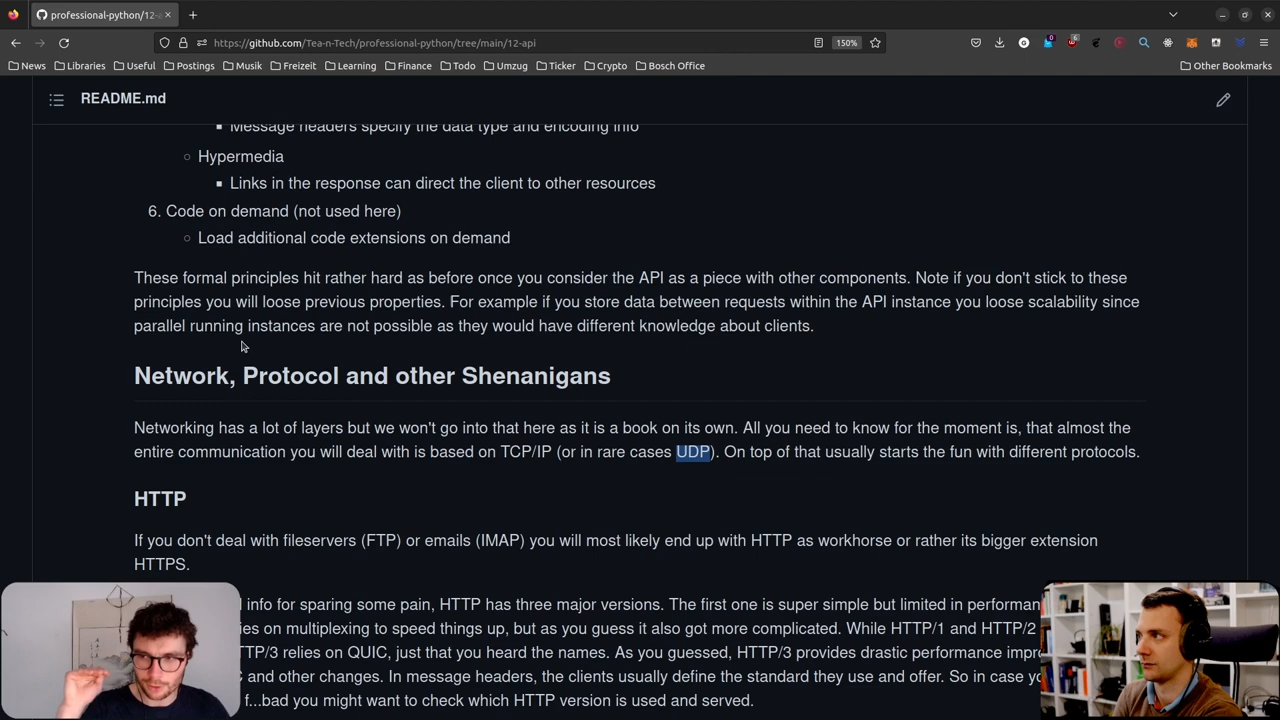 professional-python/12-a
https://github.com/Tea-n-Tech/professional-python/tree/main/12-api
150%
News Libraries Useful Postings Musik Freizeit Learning Finance Todo Umzug Ticker Crypto Bosch Office Other Bookmarks
README.md
Message headers specify the data type and encoding info
Hypermedia
Links in the response can direct the client to other resources
6. Code on demand (not used here)
Load additional code extensions on demand
These formal principles hit rather hard as before once you consider the API as a piece with other components. Note if you don't stick to these
principles you will loose previous properties. For example if you store data between requests within the API instance you loose scalability since
parallel running instances are not possible as they would have different knowledge about clients.
Network, Protocol and other Shenanigans
Networking has a lot of layers but we won't go into that here as it is a book on its own. All you need to know for the moment is, that almost the
entire communication you will deal with is based on TCP/IP (or in rare cases UDP). On top of that usually starts the fun with different protocols.
HTTP
If you don't deal with fileservers (FTP) or emails (IMAP) you will most likely end up with HTTP as workhorse or rather its bigger extension
HTTPS.
info for sparing some pain, HTTP has three major versions. The first one is super simple but limited in performan
ies on multiplexing to speed things up, but as you guess it also got more complicated. While HTTP/1 and HTTP/2
TP/3 relies on QUIC, just that you heard the names. As you guessed, HTTP/3 provides drastic performance impro
and other changes. In message headers, the clients usually define the standard they use and offer. So in case yo
f...bad you might want to check which HTTP version is used and served.